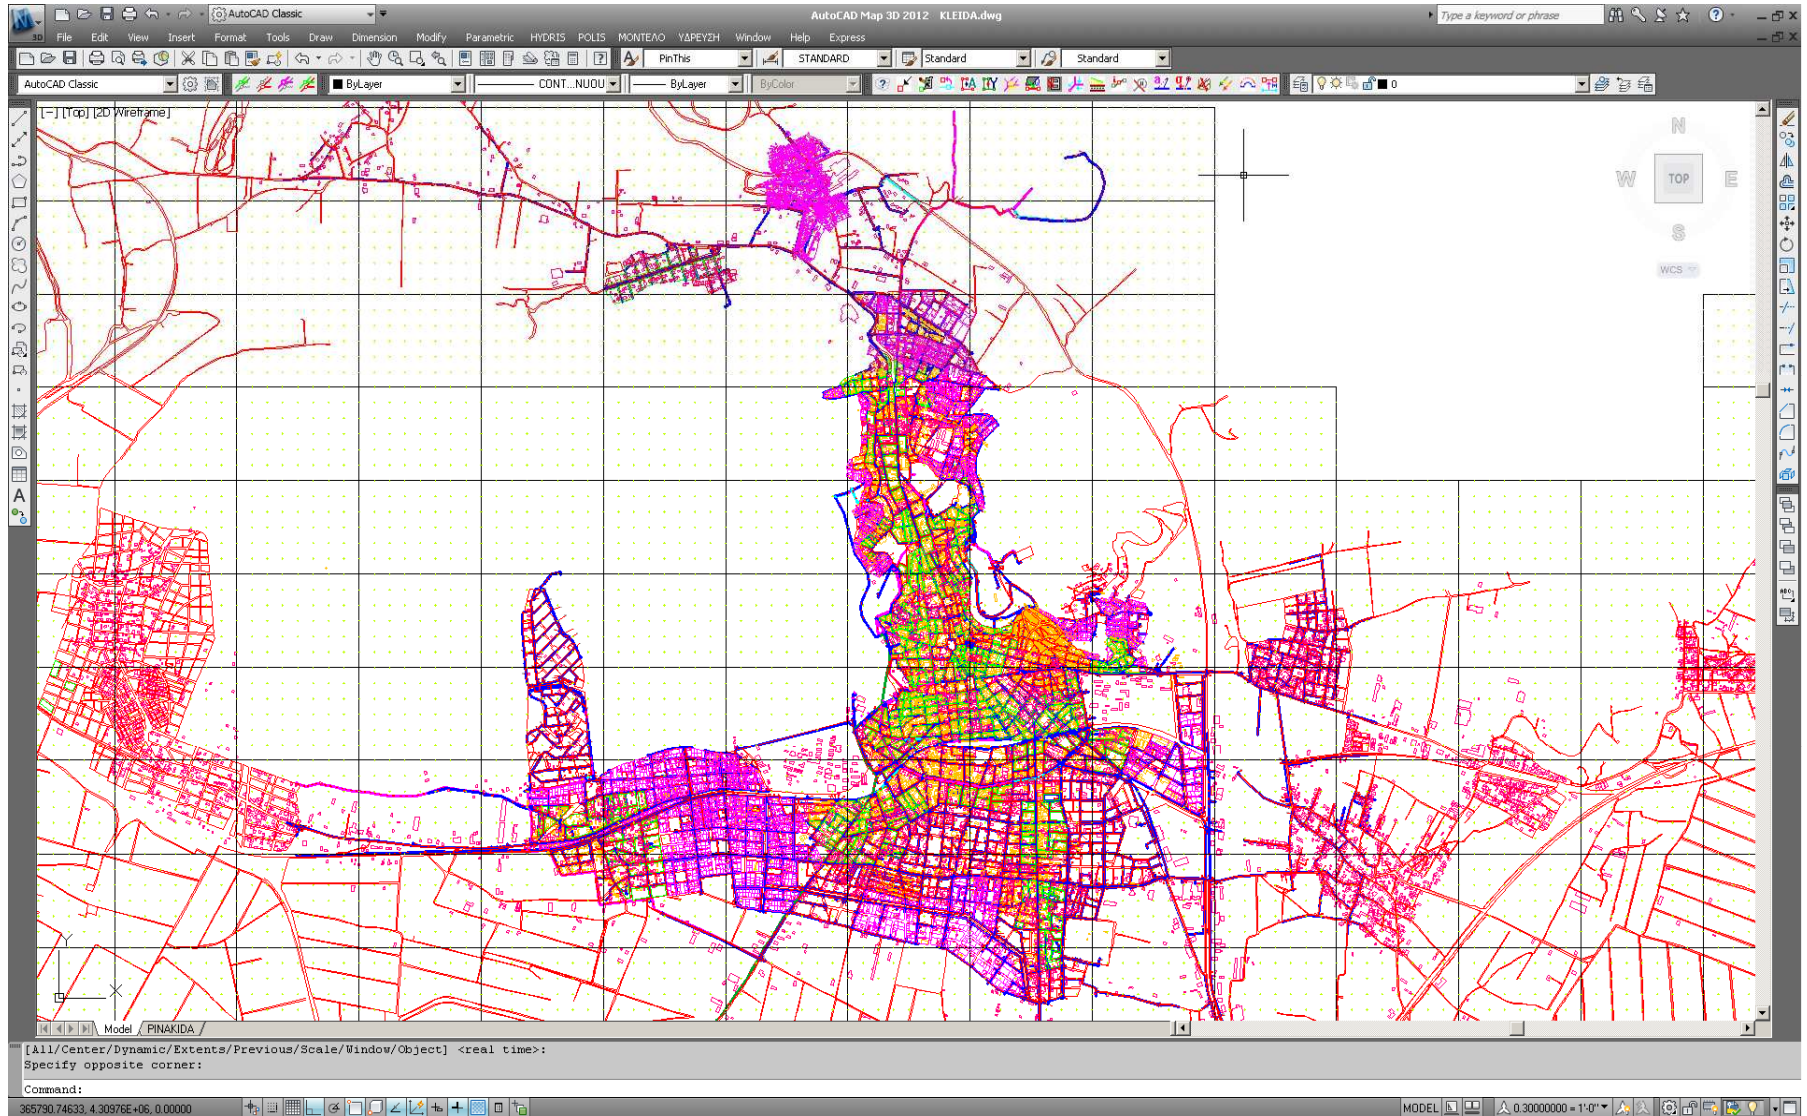 AutoCAD Classic
AutoCAD Map 3D 2012 KLEIDA.dwg
Type a keyword or phrase
3D
File Edit View Insert Format Tools Draw Dimension Modify Parametric HYDRIS POLIS ΜΟΝΤΕΛΟ ΥΔΡΕΥΣΗ Window Help Express
PinThis STANDARD Standard Standard
AutoCAD Classic ByLayer CONT...NUOU ByLayer ByColor 0
[-] [Top] [2D Wireframe]
N
W TOP E
S
WCS
A
Y
X
Model PINAKIDA
[All/Center/Dynamic/Extents/Previous/Scale/Window/Object] <real time>:
Specify opposite corner:
Command:
365790.74633, 4.30976E+06, 0.00000 MODEL 0.30000000 = 1'-0"